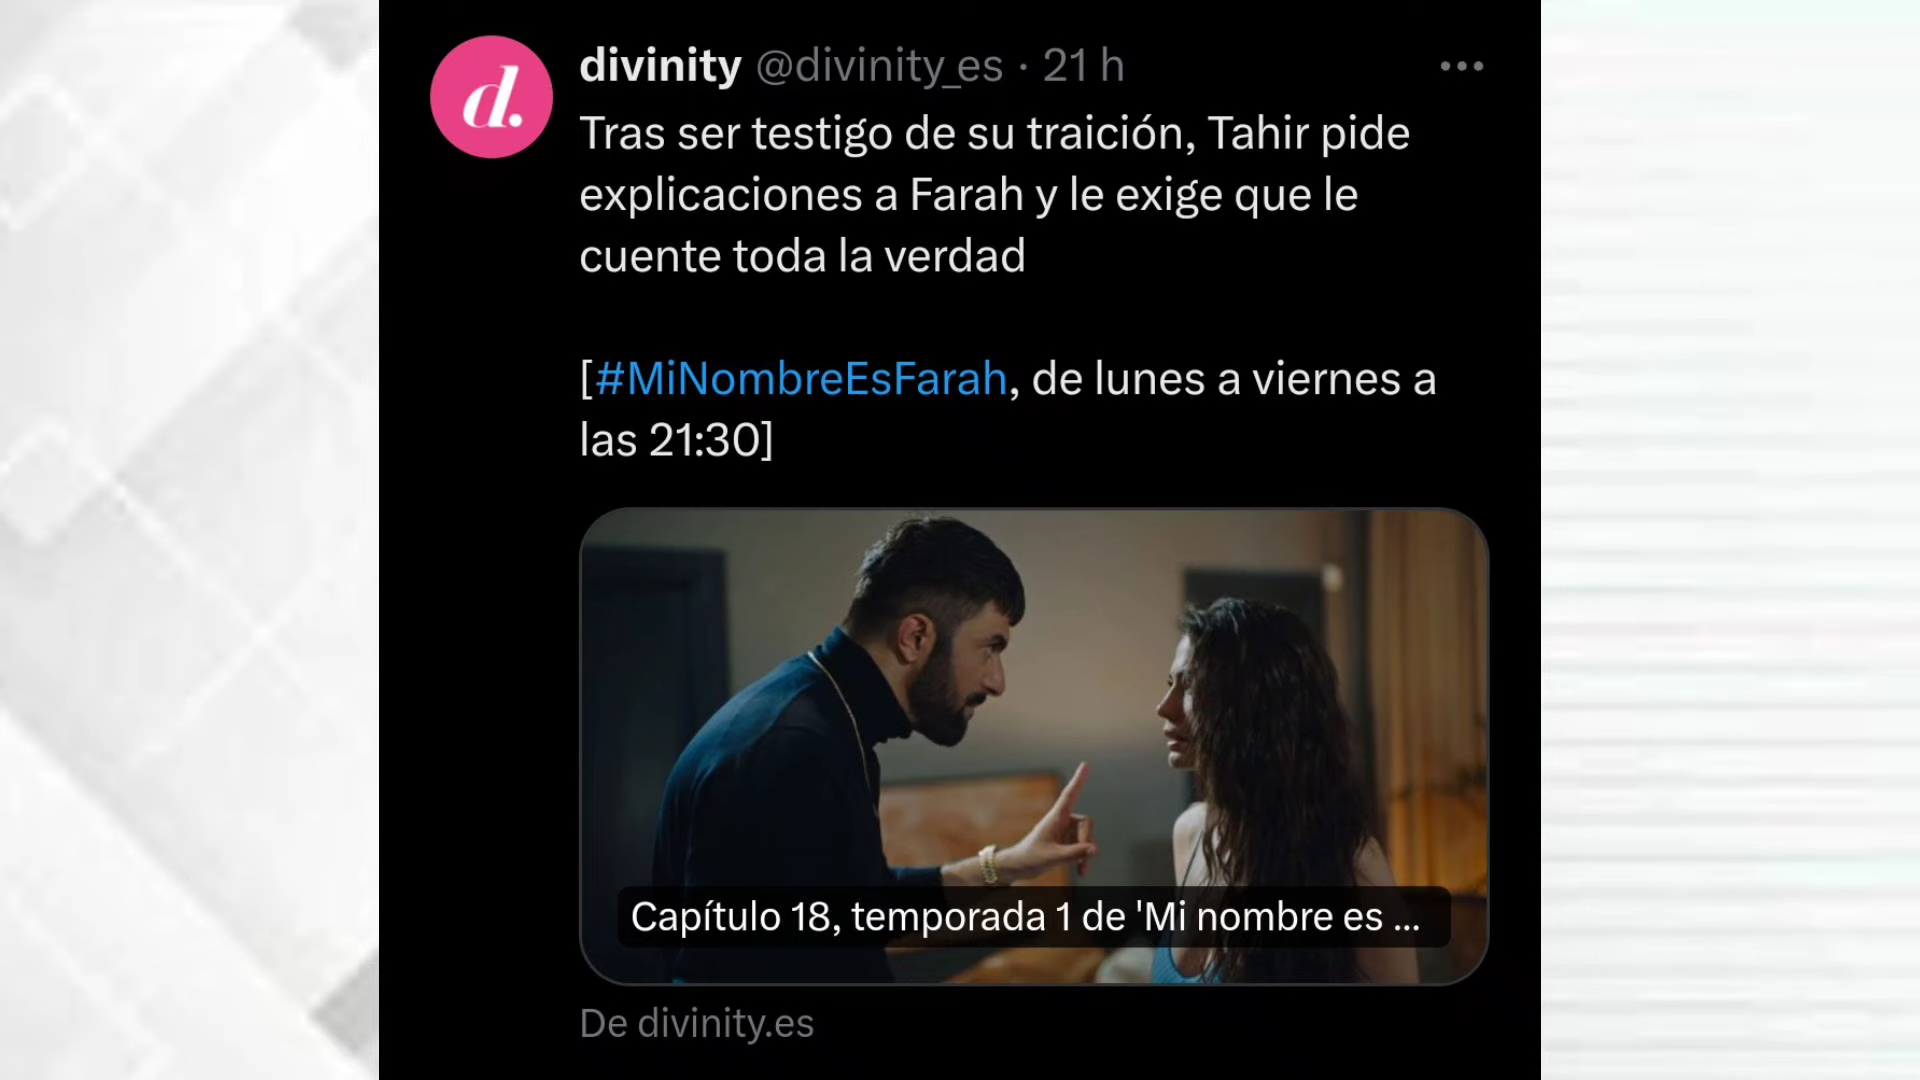 d.
divinity @divinity_es · 21 h
Tras ser testigo de su traición, Tahir pide
explicaciones a Farah y le exige que le
cuente toda la verdad
[#MiNombreEsFarah, de lunes a viernes a
las 21:30]
Capítulo 18, temporada 1 de 'Mi nombre es ...
De divinity.es